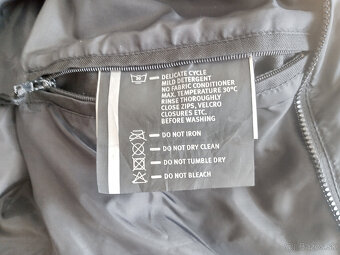 DELICATE CYCLE
MILD DETERGENT
NO FABRIC CONDITIONER
MAX. TEMPERATURE 30°C
RINSE THOROUGHLY
CLOSE ZIPS, VELCRO
CLOSURES ETC.
BEFORE WASHING
DO NOT IRON
DO NOT DRY CLEAN
DO NOT TUMBLE DRY
DO NOT BLEACH